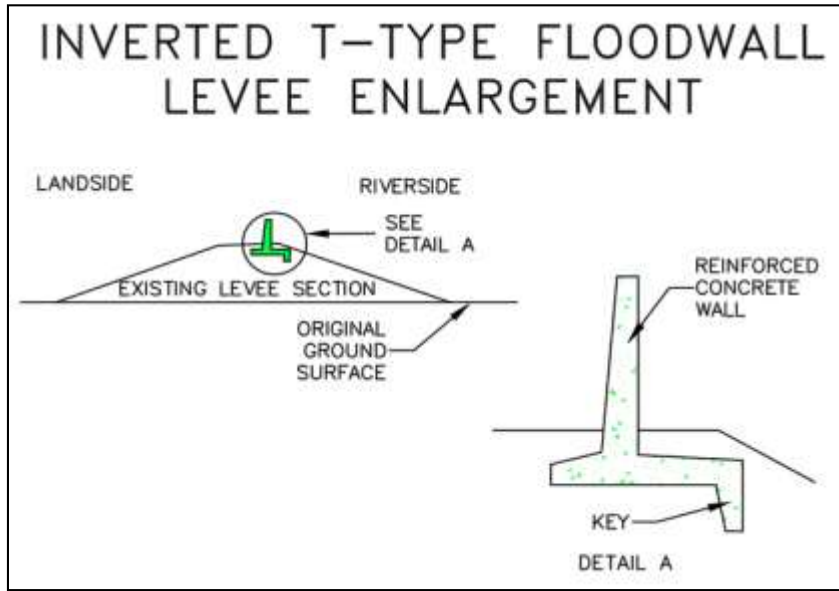 INVERTED T-TYPE FLOODWALL
LEVEE ENLARGEMENT
LANDSIDE
RIVERSIDE
SEE
DETAIL A
EXISTING LEVEE SECTION
ORIGINAL
GROUND
SURFACE
REINFORCED
CONCRETE
WALL
KEY
DETAIL A